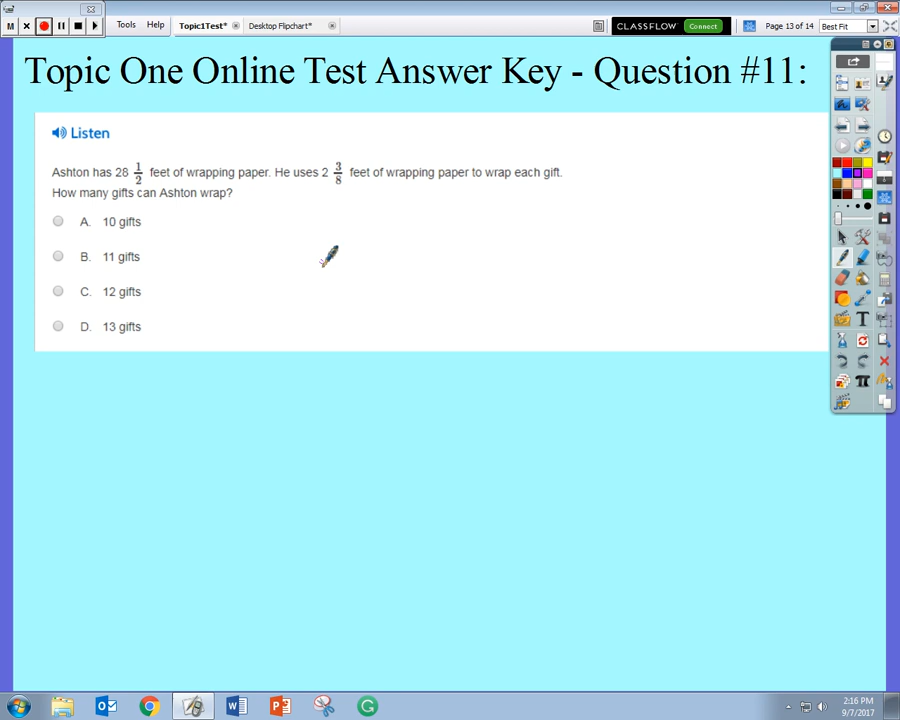 M
Tools
Help
Topic1Test*
Desktop Flipchart*
CLASSFLOW
Connect
Page 13 of 14
Best Fit
Topic One Online Test Answer Key - Question #11:
Listen
Ashton has 28 1/2 feet of wrapping paper. He uses 2 3/8 feet of wrapping paper to wrap each gift.
How many gifts can Ashton wrap?
A. 10 gifts
B. 11 gifts
C. 12 gifts
D. 13 gifts
2:16 PM
9/7/2017